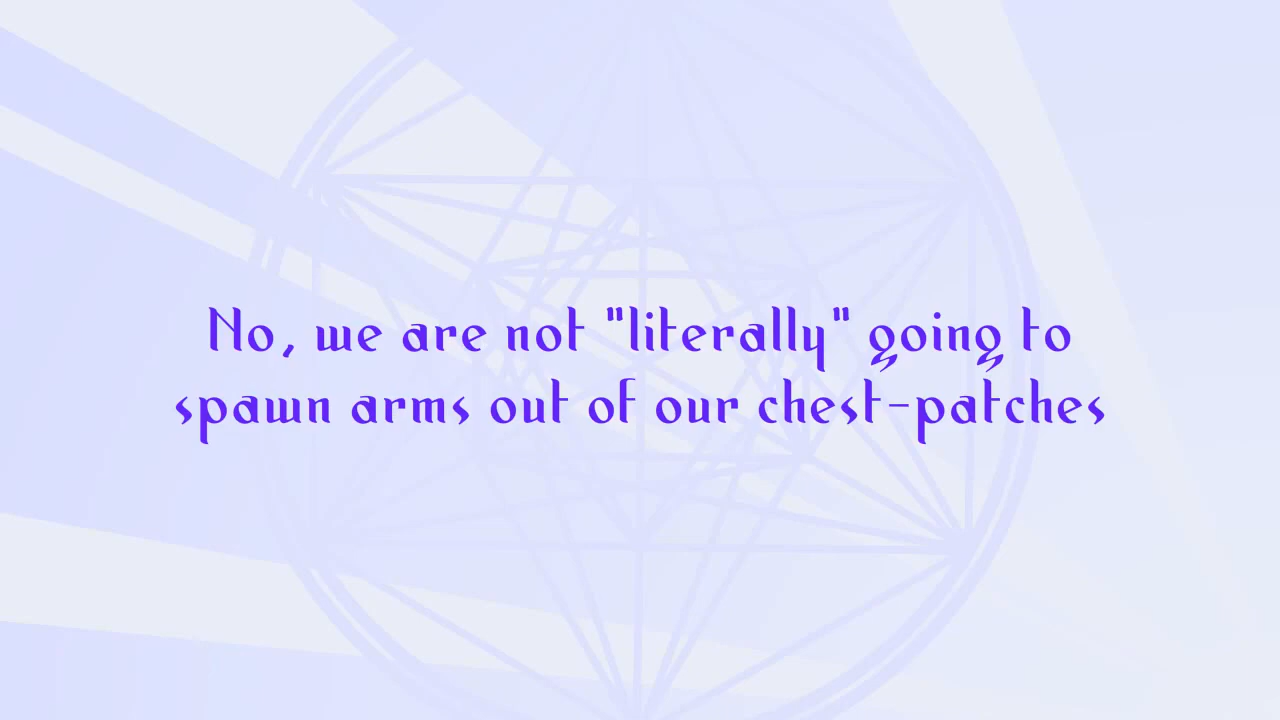 No, we are not "literally" going to
spawn arms out of our chest-patches